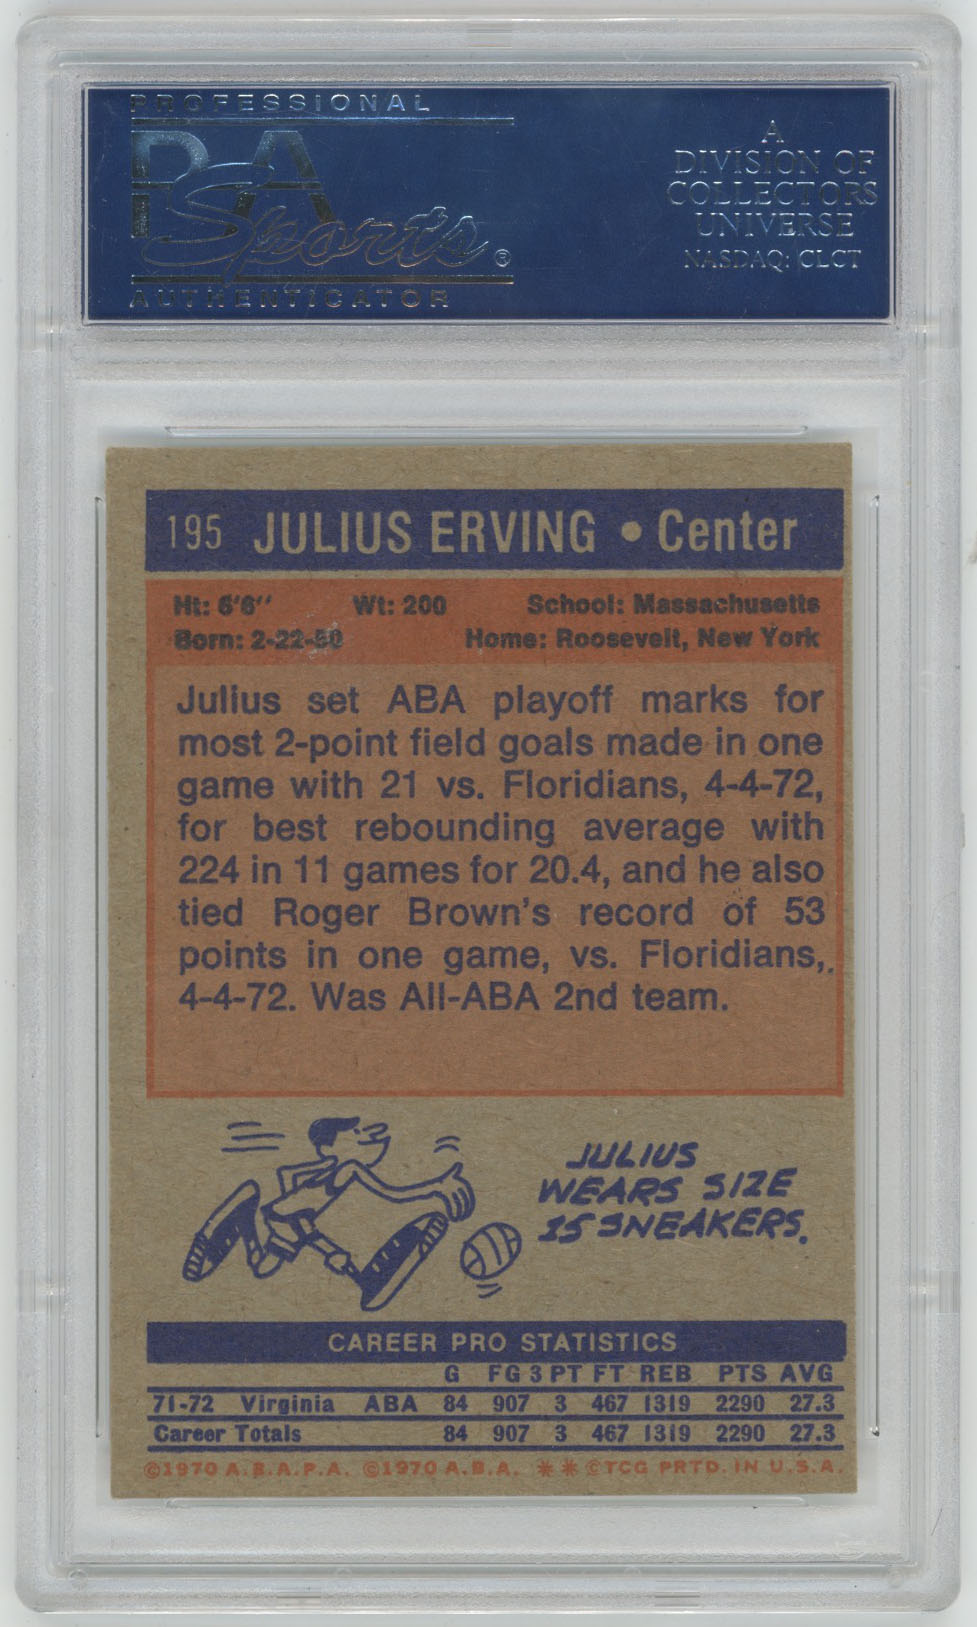 PROFESSIONAL
PSA
Sports®
AUTHENTICATOR
A
DIVISION OF
COLLECTORS
UNIVERSE
NASDAQ: CLCT
195 JULIUS ERVING • Center
Ht: 6'6'' Wt: 200 School: Massachusetts
Born: 2-22-50 Home: Roosevelt, New York
Julius set ABA playoff marks for
most 2-point field goals made in one
game with 21 vs. Floridians, 4-4-72,
for best rebounding average with
224 in 11 games for 20.4, and he also
tied Roger Brown's record of 53
points in one game, vs. Floridians,.
4-4-72. Was All-ABA 2nd team.
JULIUS
WEARS SIZE
15 SNEAKERS.
CAREER PRO STATISTICS
G FG 3 PT FT REB PTS AVG
71-72 Virginia ABA 84 907 3 467 1319 2290 27.3
Career Totals 84 907 3 467 1319 2290 27.3
©1970 A.B.A.P.A. ©1970 A.B.A. ** ©TCG PRTD. IN U.S.A.